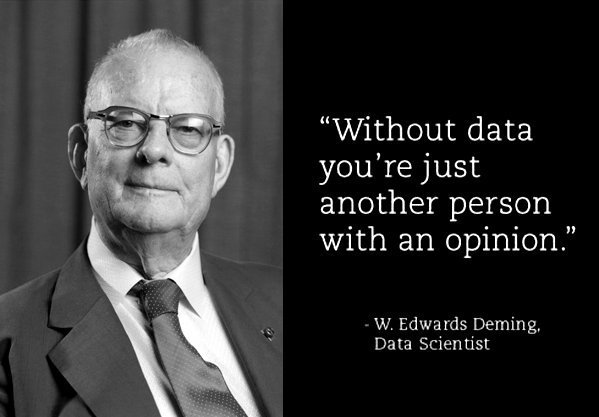 “Without data
you’re just
another person
with an opinion.”
- W. Edwards Deming,
Data Scientist